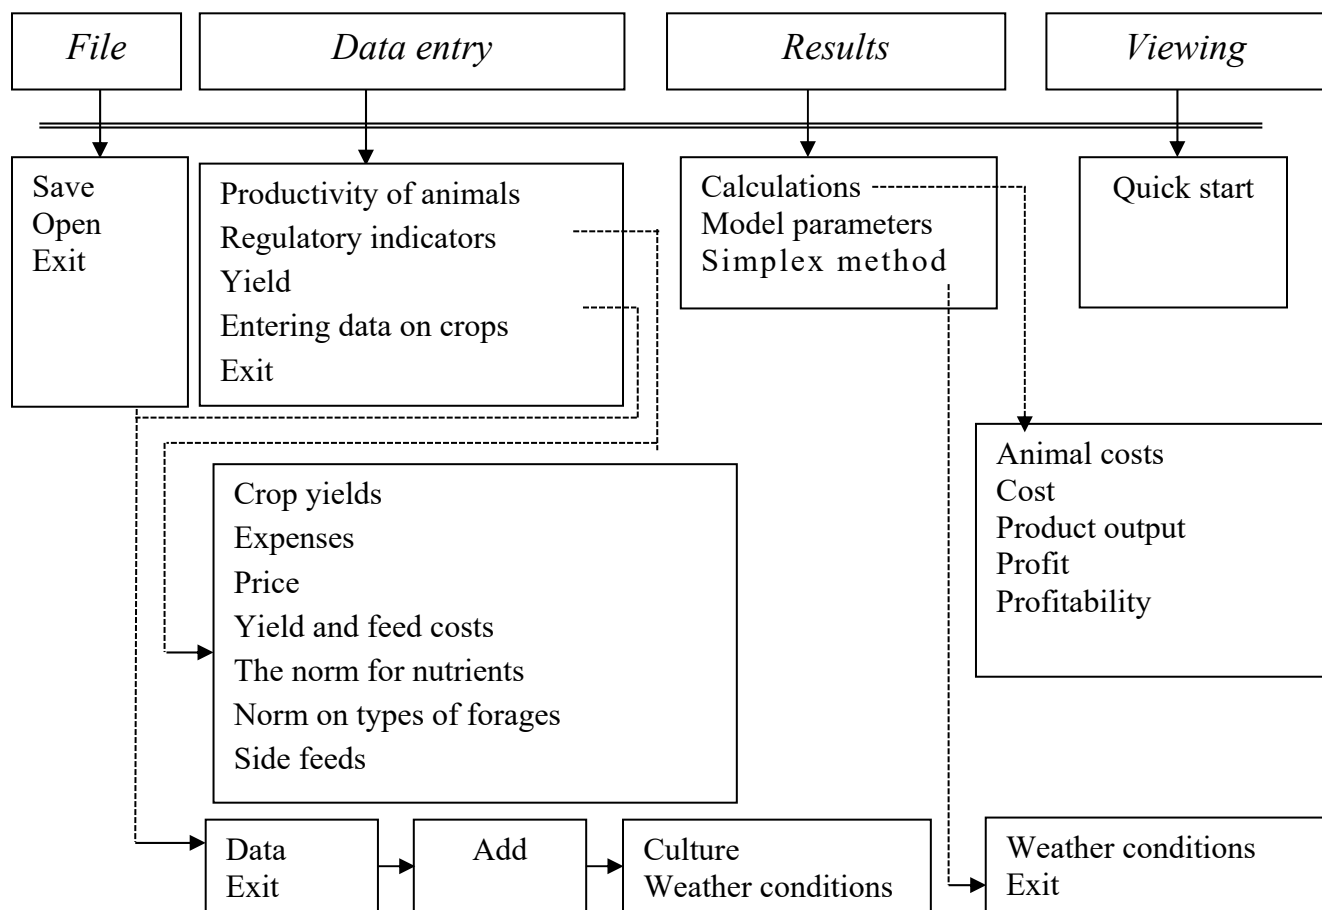 File
Data entry
Results
Viewing
Save
Open
Exit
Productivity of animals
Regulatory indicators
Yield
Entering data on crops
Exit
Calculations
Model parameters
Simplex method
Quick start
Animal costs
Cost
Product output
Profit
Profitability
Crop yields
Expenses
Price
Yield and feed costs
The norm for nutrients
Norm on types of forages
Side feeds
Data
Exit
Add
Culture
Weather conditions
Weather conditions
Exit